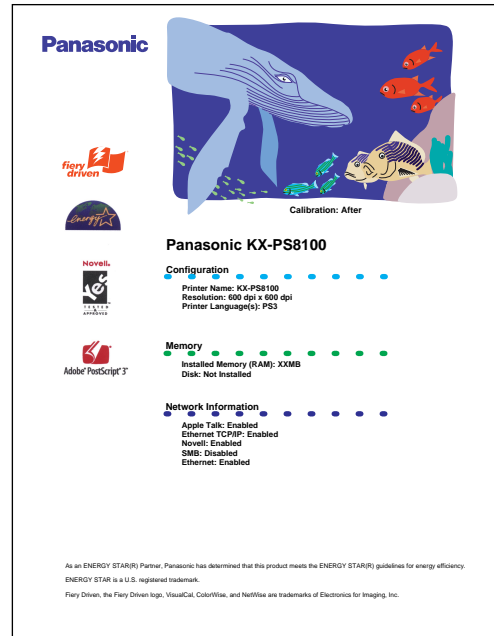 Panasonic
fiery
driven
energy
Calibration: After
Panasonic KX-PS8100
Novell.
Yes
TESTED
&
APPROVED
Configuration
Printer Name: KX-PS8100
Resolution: 600 dpi x 600 dpi
Printer Language(s): PS3
Adobe® PostScript® 3™
Memory
Installed Memory (RAM): XXMB
Disk: Not Installed
Network Information
Apple Talk: Enabled
Ethernet TCP/IP: Enabled
Novell: Enabled
SMB: Disabled
Ethernet: Enabled
As an ENERGY STAR(R) Partner, Panasonic has determined that this product meets the ENERGY STAR(R) guidelines for energy efficiency.
ENERGY STAR is a U.S. registered trademark.
Fiery Driven, the Fiery Driven logo, VisualCal, ColorWise, and NetWise are trademarks of Electronics for Imaging, Inc.